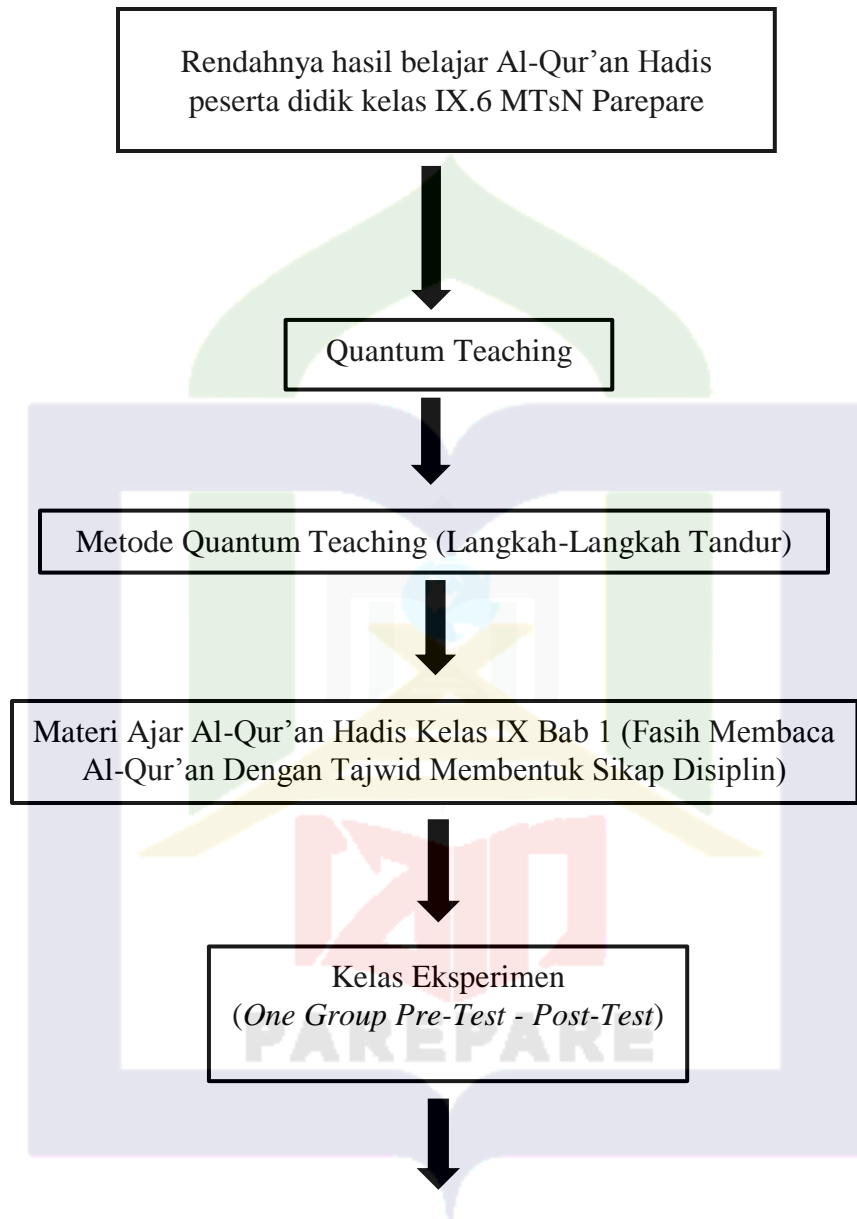 Rendahnya hasil belajar Al-Qur’an Hadis
peserta didik kelas IX.6 MTsN Parepare
Quantum Teaching
Metode Quantum Teaching (Langkah-Langkah Tandur)
Materi Ajar Al-Qur’an Hadis Kelas IX Bab 1 (Fasih Membaca
Al-Qur’an Dengan Tajwid Membentuk Sikap Disiplin)
Kelas Eksperimen
(One Group Pre-Test - Post-Test)
PAREPARE